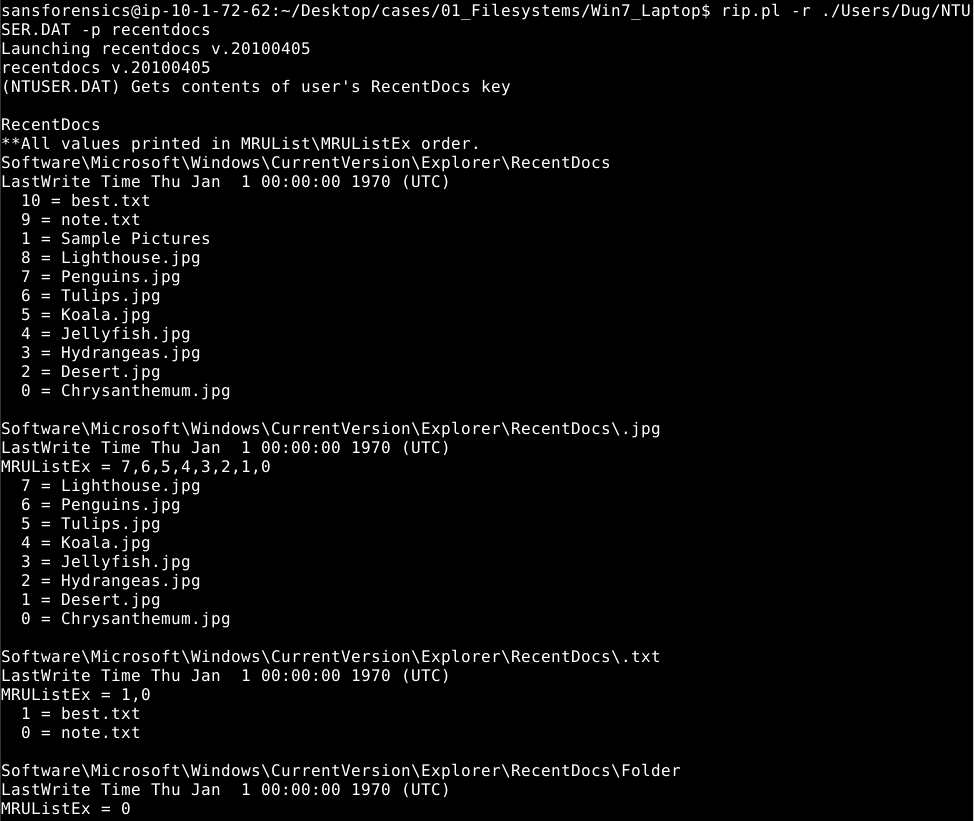 sansforensics@ip-10-1-72-62:~/Desktop/cases/01_Filesystems/Win7_Laptop$ rip.pl -r ./Users/Dug/NTU
SER.DAT -p recentdocs
Launching recentdocs v.20100405
recentdocs v.20100405
(NTUSER.DAT) Gets contents of user's RecentDocs key

RecentDocs
**All values printed in MRUList\MRUListEx order.
Software\Microsoft\Windows\CurrentVersion\Explorer\RecentDocs
LastWrite Time Thu Jan  1 00:00:00 1970 (UTC)
  10 = best.txt
  9 = note.txt
  1 = Sample Pictures
  8 = Lighthouse.jpg
  7 = Penguins.jpg
  6 = Tulips.jpg
  5 = Koala.jpg
  4 = Jellyfish.jpg
  3 = Hydrangeas.jpg
  2 = Desert.jpg
  0 = Chrysanthemum.jpg

Software\Microsoft\Windows\CurrentVersion\Explorer\RecentDocs\.jpg
LastWrite Time Thu Jan  1 00:00:00 1970 (UTC)
MRUListEx = 7,6,5,4,3,2,1,0
  7 = Lighthouse.jpg
  6 = Penguins.jpg
  5 = Tulips.jpg
  4 = Koala.jpg
  3 = Jellyfish.jpg
  2 = Hydrangeas.jpg
  1 = Desert.jpg
  0 = Chrysanthemum.jpg

Software\Microsoft\Windows\CurrentVersion\Explorer\RecentDocs\.txt
LastWrite Time Thu Jan  1 00:00:00 1970 (UTC)
MRUListEx = 1,0
  1 = best.txt
  0 = note.txt

Software\Microsoft\Windows\CurrentVersion\Explorer\RecentDocs\Folder
LastWrite Time Thu Jan  1 00:00:00 1970 (UTC)
MRUListEx = 0